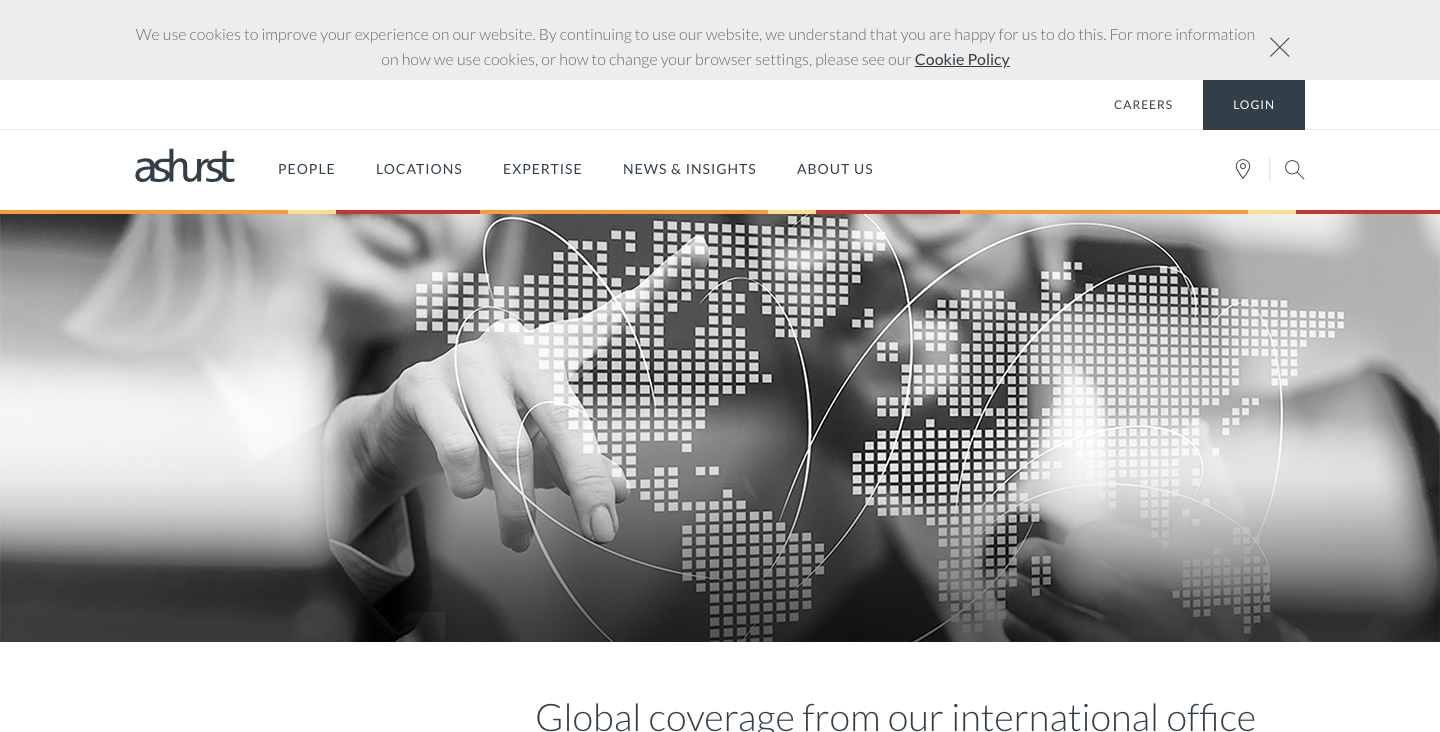 We use cookies to improve your experience on our website. By continuing to use our website, we understand that you are happy for us to do this. For more information
on how we use cookies, or how to change your browser settings, please see our Cookie Policy
CAREERS
LOGIN
ashurst
PEOPLE
LOCATIONS
EXPERTISE
NEWS & INSIGHTS
ABOUT US
Global coverage from our international office